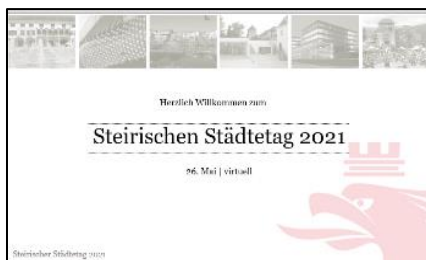 Herzlich Willkommen zum
Steirischen Städtetag 2021
26. Mai | virtuell
Steirischer Städtetag 2021